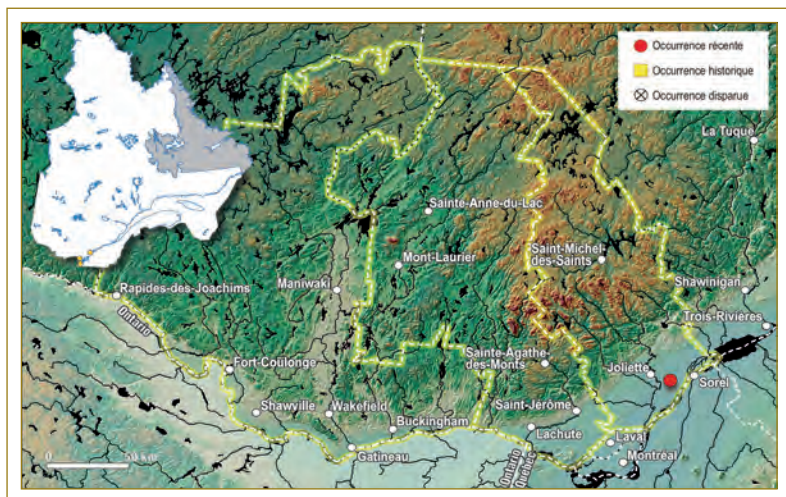 Occurrence récente
Occurrence historique
Occurrence disparue
La Tuque
Sainte-Anne-du-Lac
Saint-Michel
des-Saints
Mont-Laurier
Maniwaki
Rapides-des-Joachims
Shawinigan
Trois-Rivières
Ontario
Fort-Coulonge
Sainte-Agathe
des-Monts
Joliette
Sorel
Shawville
Wakefield
Saint-Jérôme
Buckingham
Lachute
Laval
Gatineau
Montréal
Ontario
Québec
0
50 km